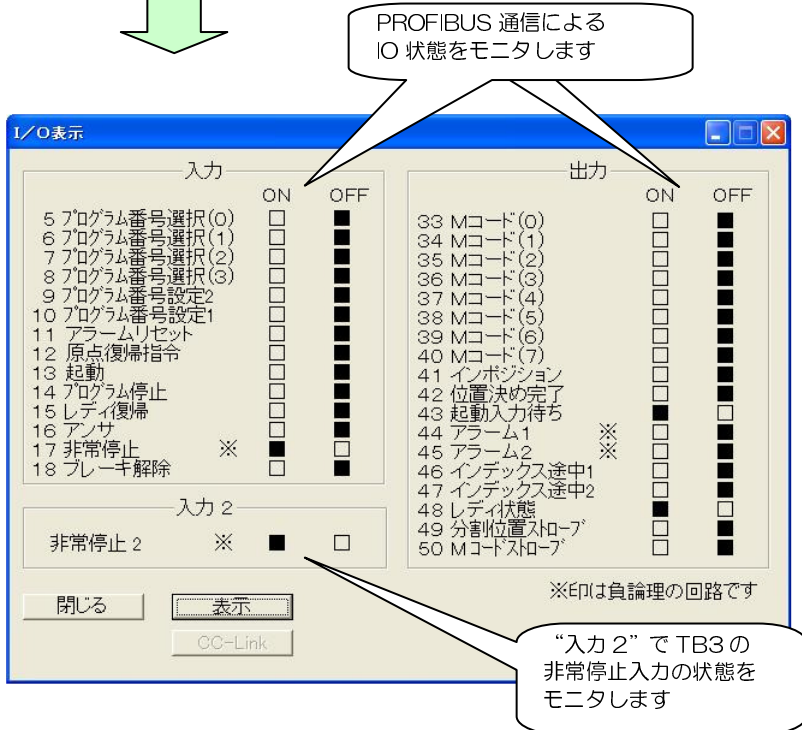 PROFIBUS 通信による
IO 状態をモニタします
I/O表示
入力
ON OFF
5 プログラム番号選択(0)
6 プログラム番号選択(1)
7 プログラム番号選択(2)
8 プログラム番号選択(3)
9 プログラム番号設定2
10 プログラム番号設定1
11 アラームリセット
12 原点復帰指令
13 起動
14 プログラム停止
15 レディ復帰
16 アンサ
17 非常停止 ※
18 ブレーキ解除
入力 2
非常停止 2 ※
出力
ON OFF
33 Mコード(0)
34 Mコード(1)
35 Mコード(2)
36 Mコード(3)
37 Mコード(4)
38 Mコード(5)
39 Mコード(6)
40 Mコード(7)
41 インポジション
42 位置決め完了
43 起動入力待ち
44 アラーム1 ※
45 アラーム2 ※
46 インデックス途中1
47 インデックス途中2
48 レディ状態
49 分割位置ストローブ
50 Mコードストローブ
※印は負論理の回路です
閉じる
表示
CC-Link
“入力 2”で TB3 の
非常停止入力の状態を
モニタします